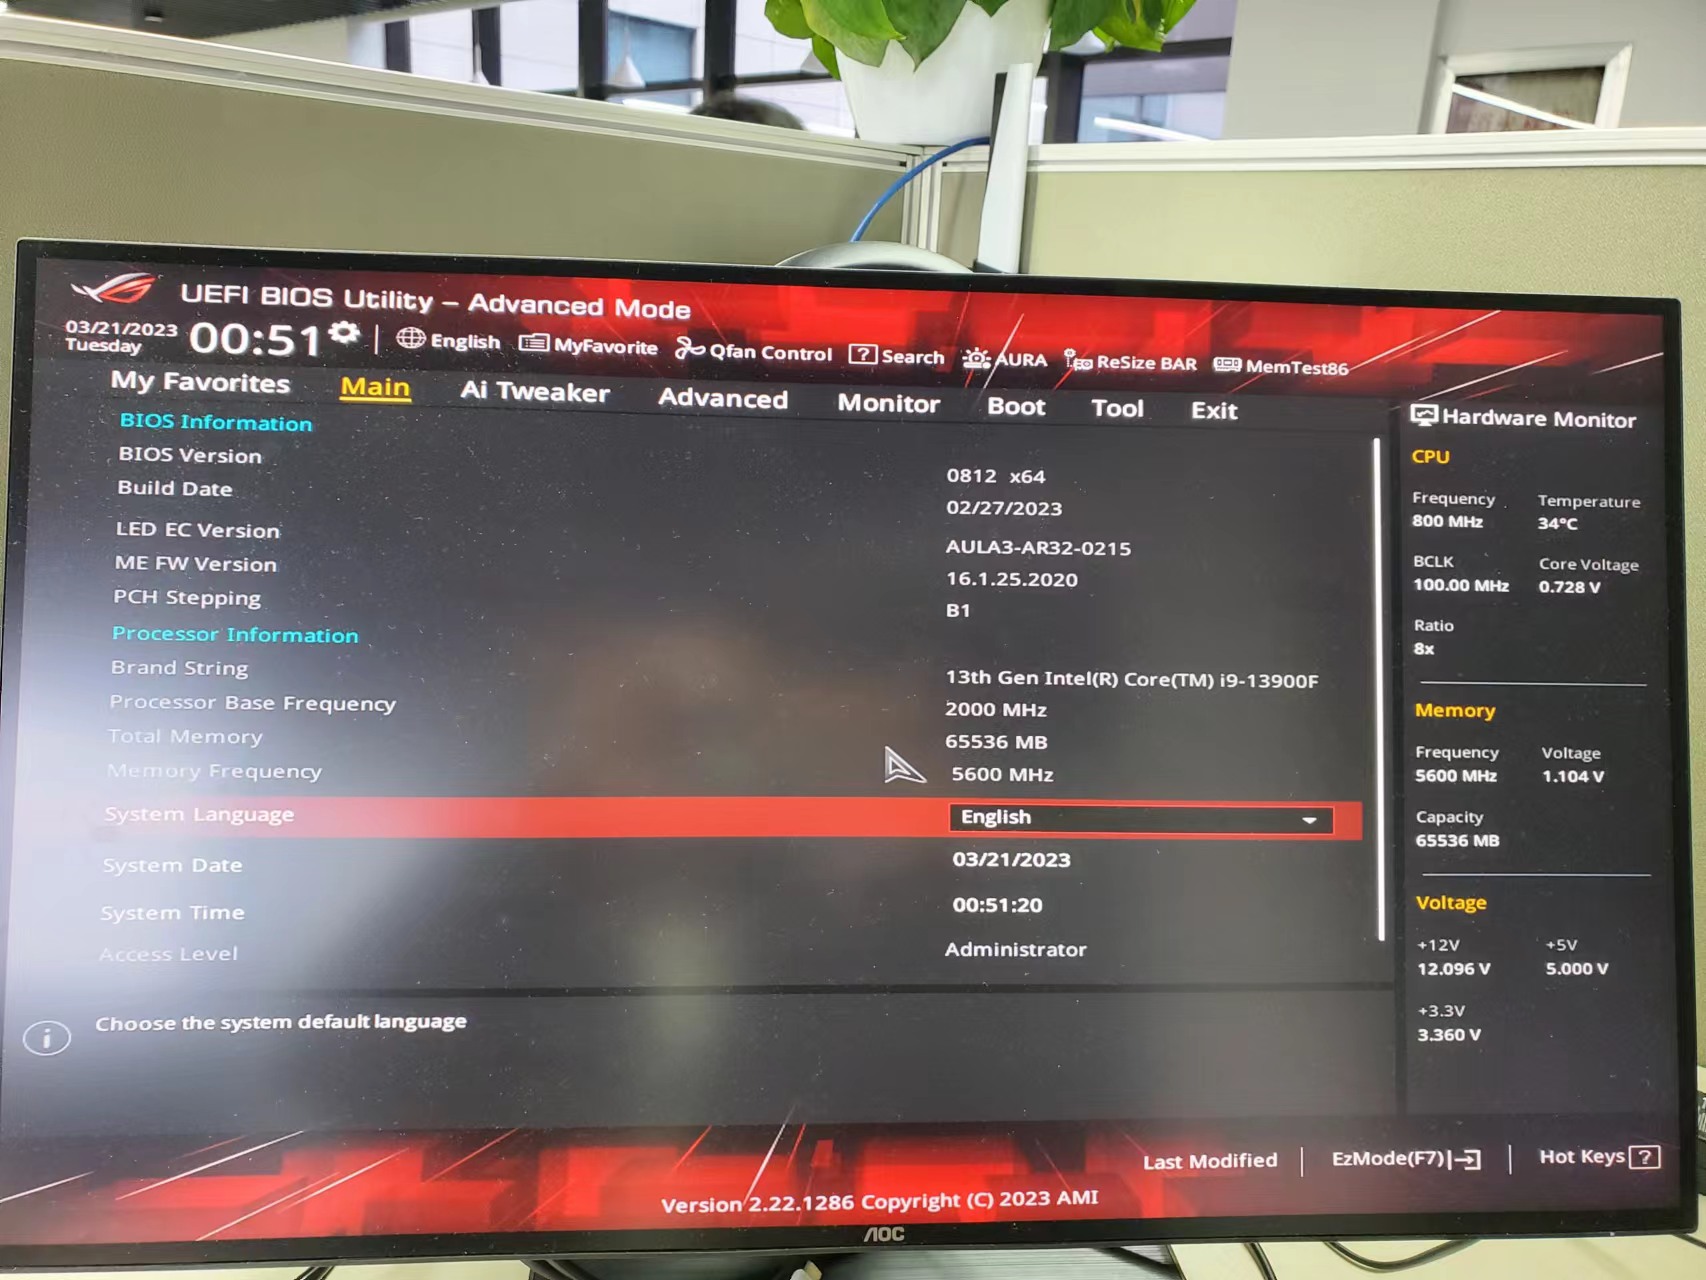 UEFI BIOS Utility – Advanced Mode
03/21/2023
Tuesday
00:51
English
MyFavorite
Qfan Control
? Search
AURA
ReSize BAR
MemTest86
My Favorites
Main
Ai Tweaker
Advanced
Monitor
Boot
Tool
Exit
BIOS Information
BIOS Version 0812 x64
Build Date 02/27/2023
LED EC Version AULA3-AR32-0215
ME FW Version 16.1.25.2020
PCH Stepping B1
Processor Information
Brand String 13th Gen Intel(R) Core(TM) i9-13900F
Processor Base Frequency 2000 MHz
Total Memory 65536 MB
Memory Frequency 5600 MHz
System Language English
System Date 03/21/2023
System Time 00:51:20
Access Level Administrator
i Choose the system default language
Hardware Monitor
CPU
Frequency Temperature
800 MHz 34°C
BCLK Core Voltage
100.00 MHz 0.728 V
Ratio
8x
Memory
Frequency Voltage
5600 MHz 1.104 V
Capacity
65536 MB
Voltage
+12V +5V
12.096 V 5.000 V
+3.3V
3.360 V
Last Modified
EzMode(F7)
Hot Keys ?
Version 2.22.1286 Copyright (C) 2023 AMI
AOC